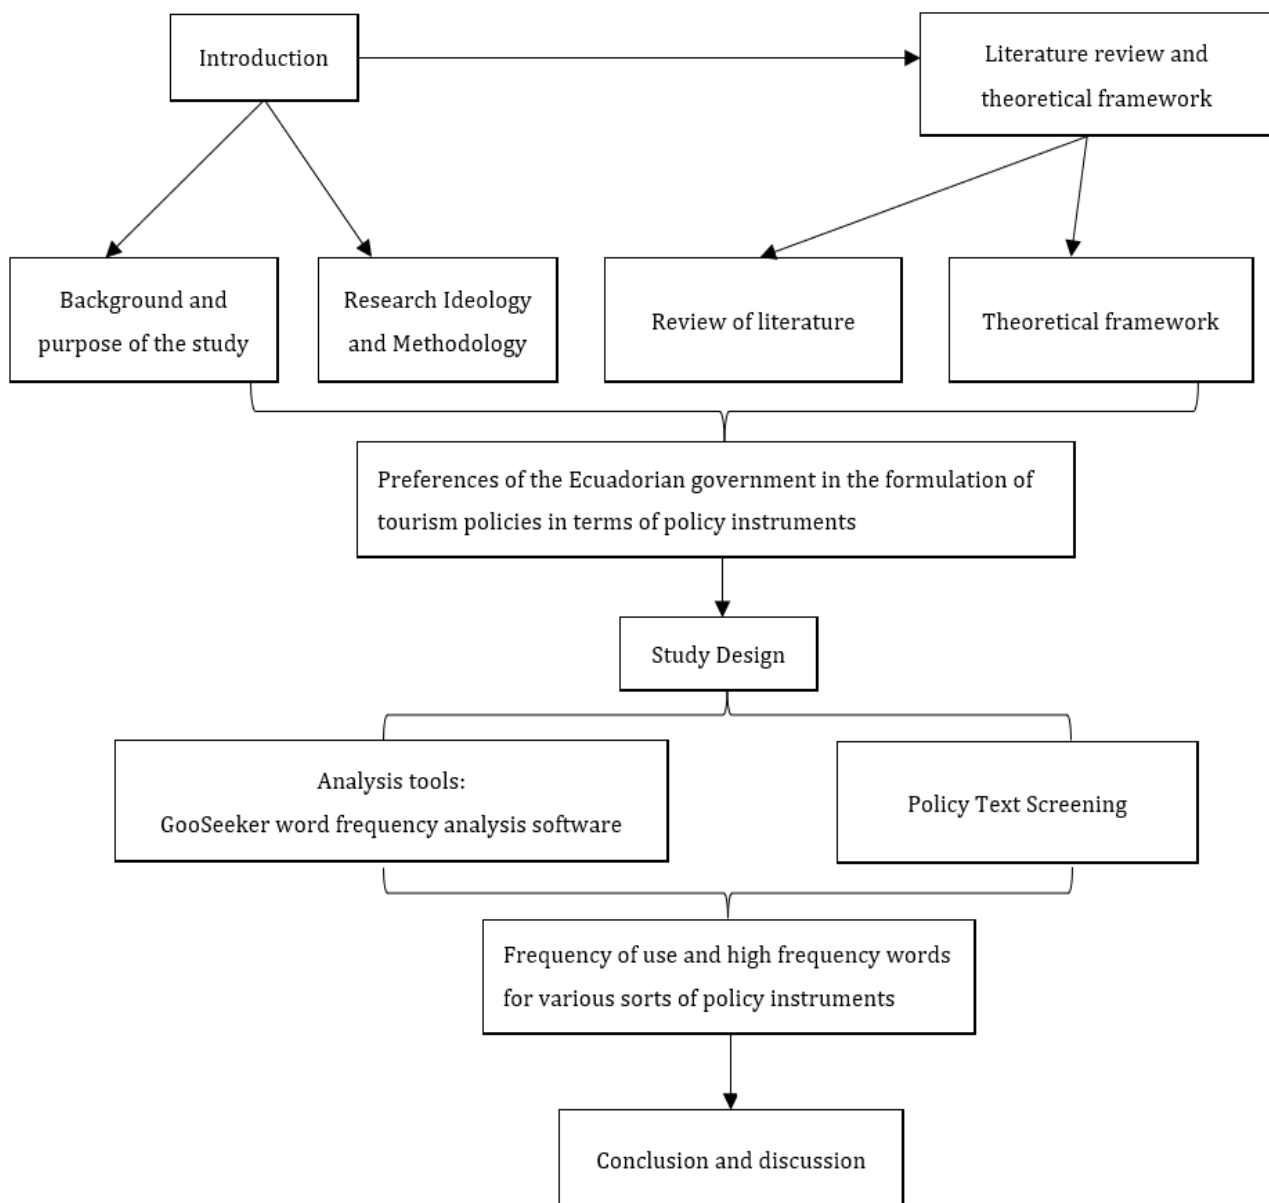 Introduction
Literature review and
theoretical framework
Background and
purpose of the study
Research Ideology
and Methodology
Review of literature
Theoretical framework
Preferences of the Ecuadorian government in the formulation of
tourism policies in terms of policy instruments
Study Design
Analysis tools:
GooSeeker word frequency analysis software
Policy Text Screening
Frequency of use and high frequency words
for various sorts of policy instruments
Conclusion and discussion